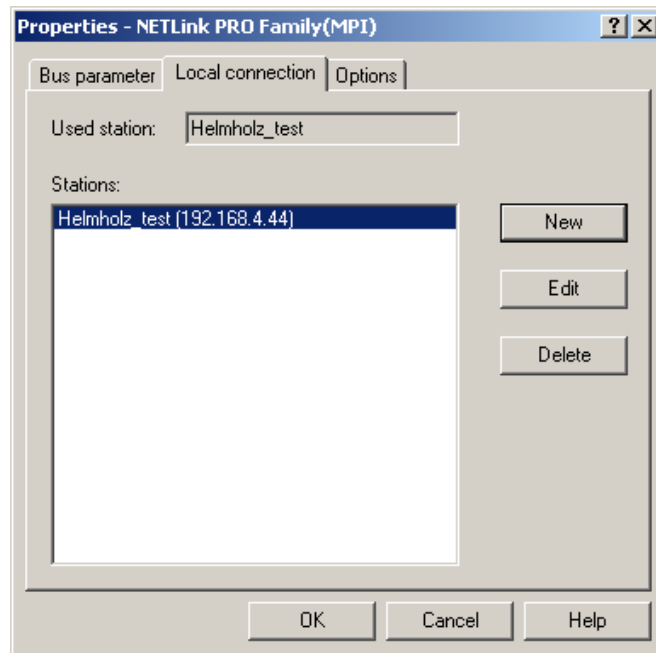 Properties - NETLink PRO Family(MPI)
Bus parameter Local connection Options
Used station: Helmholz_test
Stations:
Helmholz_test (192.168.4.44)
New
Edit
Delete
OK Cancel Help